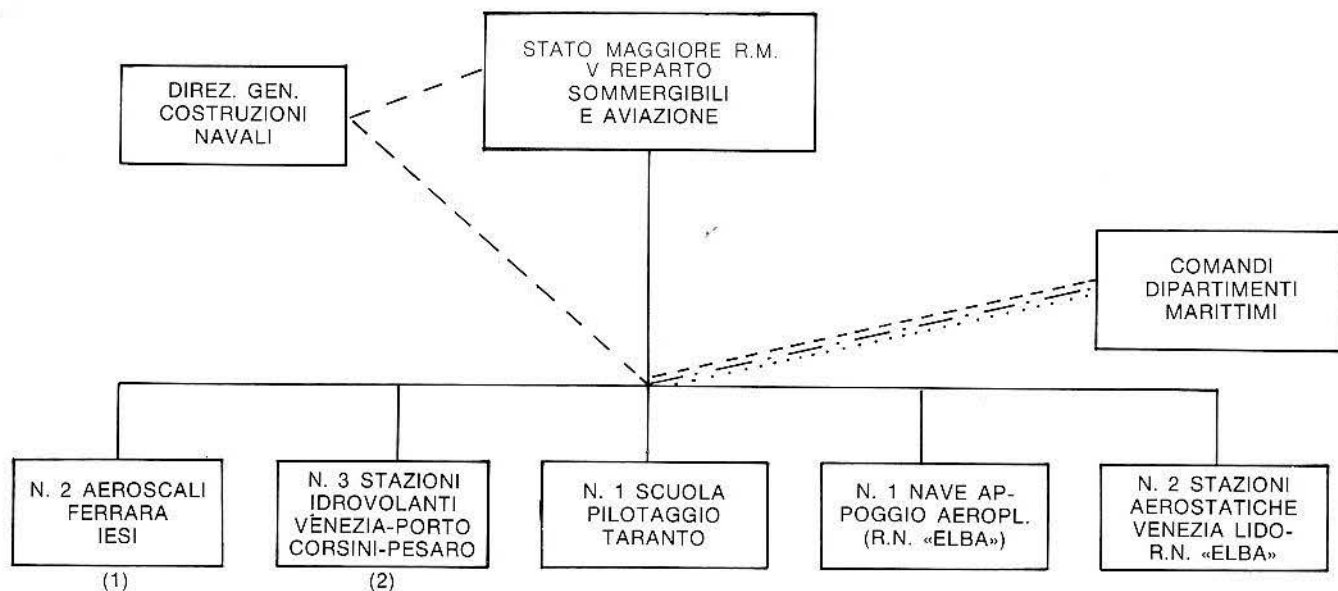 STATO MAGGIORE R.M.
V REPARTO
SOMMERGIBILI
E AVIAZIONE
DIREZ. GEN.
COSTRUZIONI
NAVALI
COMANDI
DIPARTIMENTI
MARITTIMI
N. 2 AEROSCALI
FERRARA
IESI
(1)
N. 3 STAZIONI
IDROVOLANTI
VENEZIA-PORTO
CORSINI-PESARO
(2)
N. 1 SCUOLA
PILOTAGGIO
TARANTO
N. 1 NAVE AP-
POGGIO AEROPL.
(R.N. «ELBA»)
N. 2 STAZIONI
AEROSTATICHE
VENEZIA LIDO-
R.N. «ELBA»